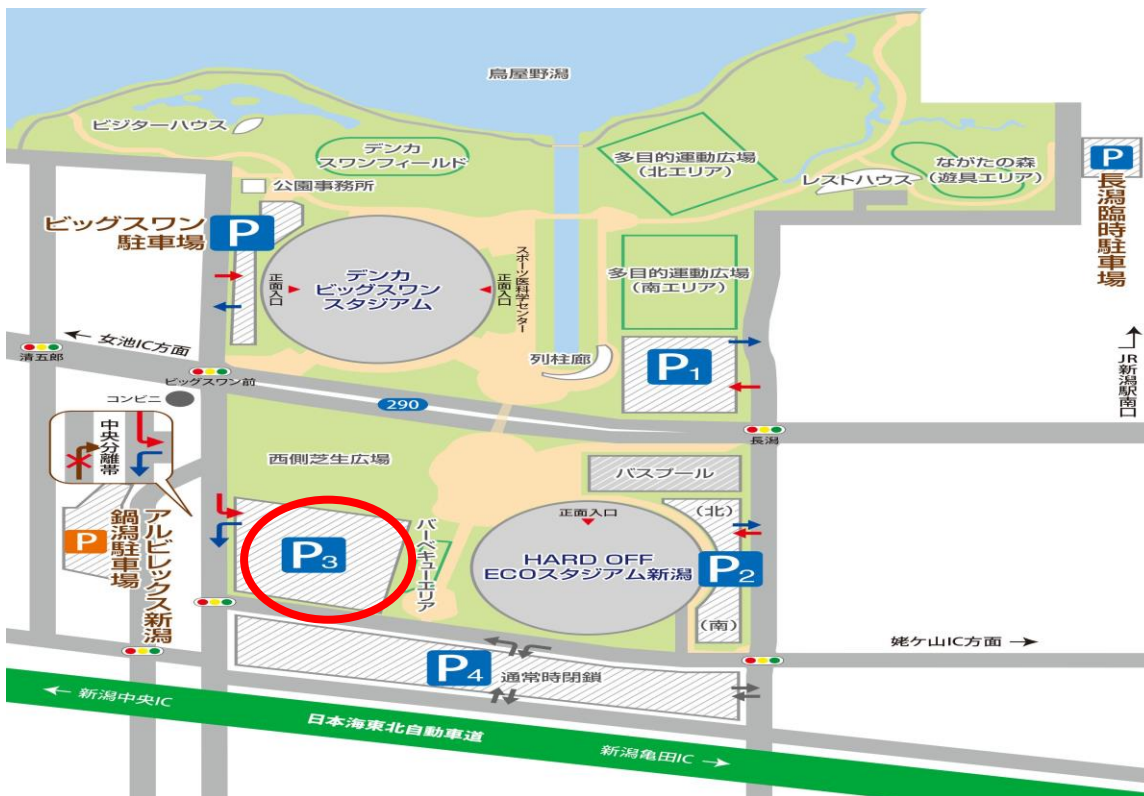 鳥屋野潟
ビジターハウス
デンカ
スワンフィールド
多目的運動広場
(北エリア)
ながたの森
(遊具エリア)
レストハウス
P
長潟臨時駐車場
公園事務所
ビッグスワン
駐車場
P
正面入口
デンカ
ビッグスワン
スタジアム
正面入口
スポーツ医科学センター
多目的運動広場
(南エリア)
← 女池IC方面
清五郎
ビッグスワン前
列柱廊
P1
JR新潟駅南口
コンビニ
290
長潟
中央分離帯
西側芝生広場
バスプール
P
アルビレックス新潟
鍋潟駐車場
P3
バーベキューエリア
正面入口
HARD OFF
ECOスタジアム新潟
(北)
P2
(南)
姥ケ山IC方面 →
P4
通常時閉鎖
← 新潟中央IC
日本海東北自動車道
新潟亀田IC →